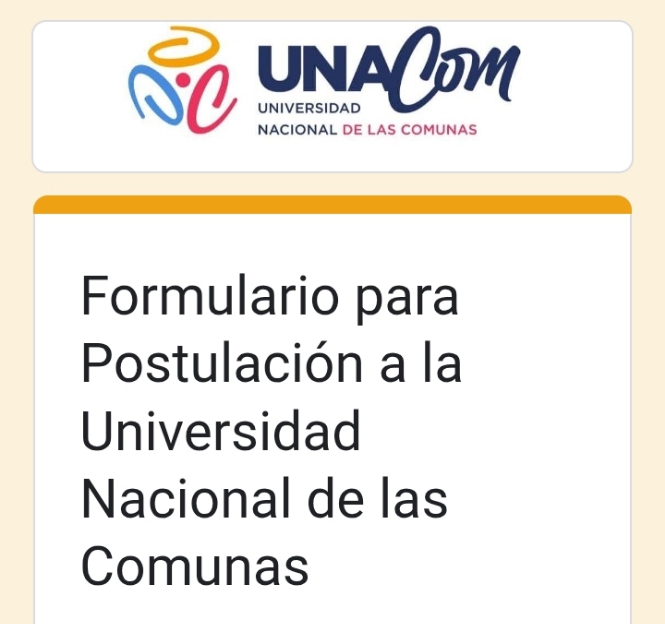 UNACom
UNIVERSIDAD
NACIONAL DE LAS COMUNAS
Formulario para
Postulación a la
Universidad
Nacional de las
Comunas